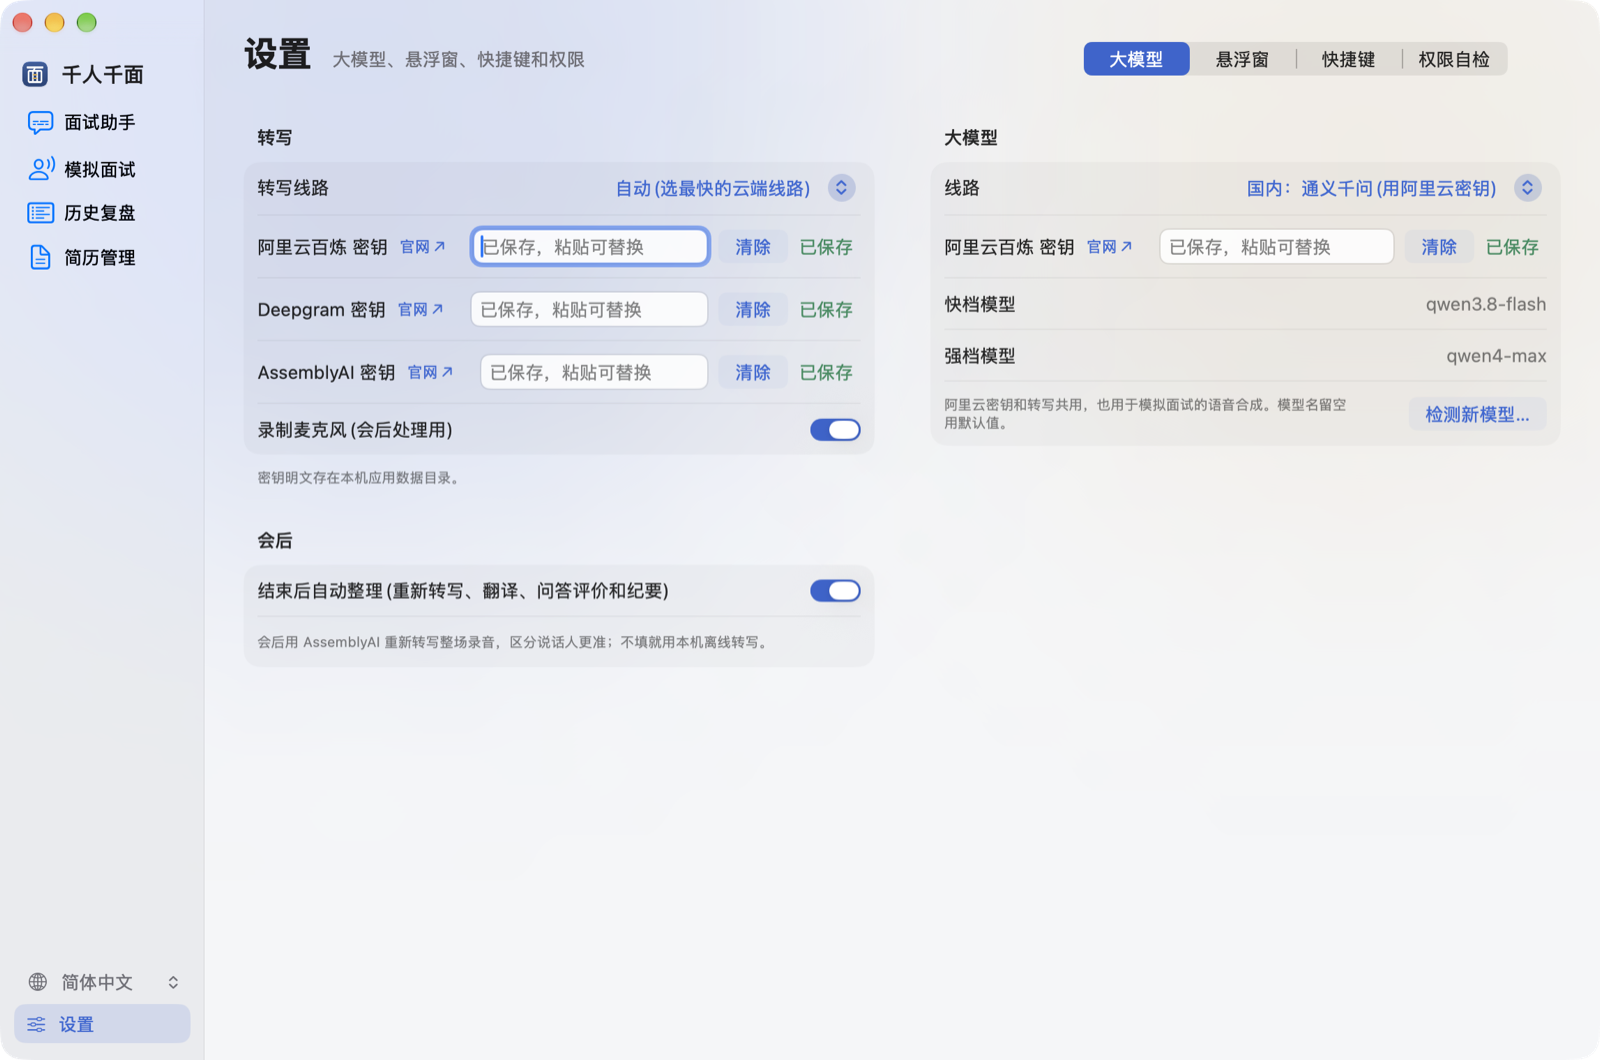 千人千面
面试助手
模拟面试
历史复盘
简历管理
简体中文
设置
设置 大模型、悬浮窗、快捷键和权限
大模型 悬浮窗 快捷键 权限自检
转写
转写线路 自动 (选最快的云端线路)
阿里云百炼 密钥 官网↗ 已保存，粘贴可替换 清除 已保存
Deepgram 密钥 官网↗ 已保存，粘贴可替换 清除 已保存
AssemblyAI 密钥 官网↗ 已保存，粘贴可替换 清除 已保存
录制麦克风 (会后处理用)
密钥明文存在本机应用数据目录。
会后
结束后自动整理 (重新转写、翻译、问答评价和纪要)
会后用 AssemblyAI 重新转写整场录音，区分说话人更准；不填就用本机离线转写。
大模型
线路 国内：通义千问 (用阿里云密钥)
阿里云百炼 密钥 官网↗ 已保存，粘贴可替换 清除 已保存
快档模型 qwen3.8-flash
强档模型 qwen4-max
阿里云密钥和转写共用，也用于模拟面试的语音合成。模型名留空
用默认值。
检测新模型...